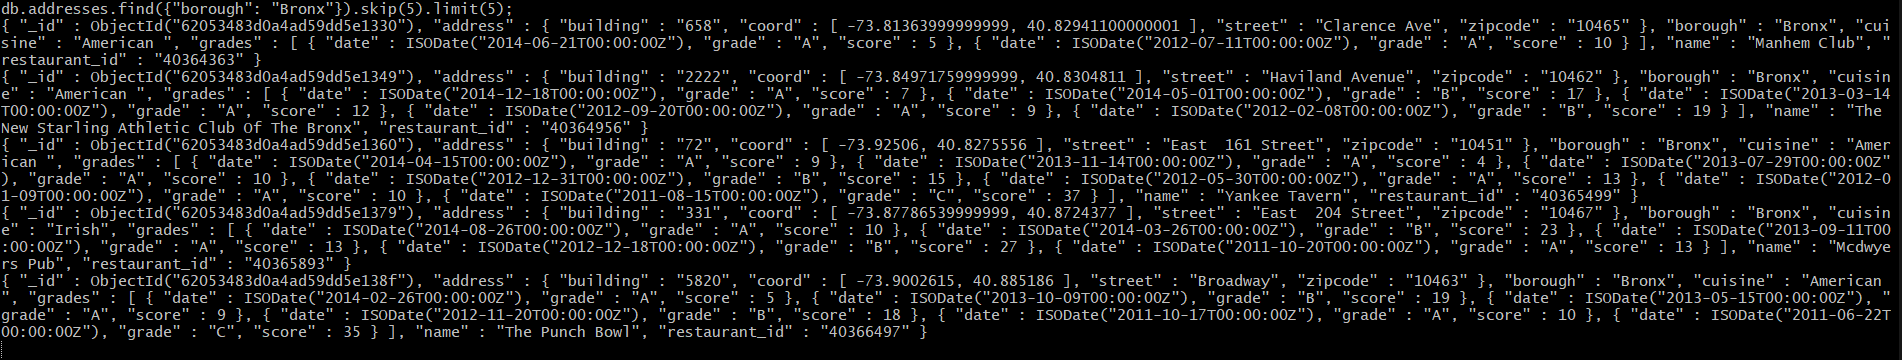 db.addresses.find({"borough": "Bronx"}).skip(5).limit(5);
{ "_id" : ObjectId("62053483d0a4ad59dd5e1330"), "address" : { "building" : "658", "coord" : [ -73.81363999999999, 40.82941100000001 ], "street" : "Clarence Ave", "zipcode" : "10465" }, "borough" : "Bronx", "cui
sine" : "American ", "grades" : [ { "date" : ISODate("2014-06-21T00:00:00Z"), "grade" : "A", "score" : 5 }, { "date" : ISODate("2012-07-11T00:00:00Z"), "grade" : "A", "score" : 10 } ], "name" : "Manhem Club", "
restaurant_id" : "40364363" }
{ "_id" : ObjectId("62053483d0a4ad59dd5e1349"), "address" : { "building" : "2222", "coord" : [ -73.84971759999999, 40.8304811 ], "street" : "Haviland Avenue", "zipcode" : "10462" }, "borough" : "Bronx", "cuisin
e" : "American ", "grades" : [ { "date" : ISODate("2014-12-18T00:00:00Z"), "grade" : "A", "score" : 7 }, { "date" : ISODate("2014-05-01T00:00:00Z"), "grade" : "B", "score" : 17 }, { "date" : ISODate("2013-03-14
T00:00:00Z"), "grade" : "A", "score" : 12 }, { "date" : ISODate("2012-09-20T00:00:00Z"), "grade" : "A", "score" : 9 }, { "date" : ISODate("2012-02-08T00:00:00Z"), "grade" : "B", "score" : 19 } ], "name" : "The
New Starling Athletic Club Of The Bronx", "restaurant_id" : "40364956" }
{ "_id" : ObjectId("62053483d0a4ad59dd5e1360"), "address" : { "building" : "72", "coord" : [ -73.92506, 40.8275556 ], "street" : "East  161 Street", "zipcode" : "10451" }, "borough" : "Bronx", "cuisine" : "Amer
ican ", "grades" : [ { "date" : ISODate("2014-04-15T00:00:00Z"), "grade" : "A", "score" : 9 }, { "date" : ISODate("2013-11-14T00:00:00Z"), "grade" : "A", "score" : 4 }, { "date" : ISODate("2013-07-29T00:00:00Z"
), "grade" : "A", "score" : 10 }, { "date" : ISODate("2012-12-31T00:00:00Z"), "grade" : "B", "score" : 15 }, { "date" : ISODate("2012-05-30T00:00:00Z"), "grade" : "A", "score" : 13 }, { "date" : ISODate("2012-0
1-09T00:00:00Z"), "grade" : "A", "score" : 10 }, { "date" : ISODate("2011-08-15T00:00:00Z"), "grade" : "C", "score" : 37 } ], "name" : "Yankee Tavern", "restaurant_id" : "40365499" }
{ "_id" : ObjectId("62053483d0a4ad59dd5e1379"), "address" : { "building" : "331", "coord" : [ -73.87786539999999, 40.8724377 ], "street" : "East  204 Street", "zipcode" : "10467" }, "borough" : "Bronx", "cuisin
e" : "Irish", "grades" : [ { "date" : ISODate("2014-08-26T00:00:00Z"), "grade" : "A", "score" : 10 }, { "date" : ISODate("2014-03-26T00:00:00Z"), "grade" : "B", "score" : 23 }, { "date" : ISODate("2013-09-11T00
:00:00Z"), "grade" : "A", "score" : 13 }, { "date" : ISODate("2012-12-18T00:00:00Z"), "grade" : "B", "score" : 27 }, { "date" : ISODate("2011-10-20T00:00:00Z"), "grade" : "A", "score" : 13 } ], "name" : "Mcdwye
rs Pub", "restaurant_id" : "40365893" }
{ "_id" : ObjectId("62053483d0a4ad59dd5e138f"), "address" : { "building" : "5820", "coord" : [ -73.9002615, 40.885186 ], "street" : "Broadway", "zipcode" : "10463" }, "borough" : "Bronx", "cuisine" : "American
", "grades" : [ { "date" : ISODate("2014-02-26T00:00:00Z"), "grade" : "A", "score" : 5 }, { "date" : ISODate("2013-10-09T00:00:00Z"), "grade" : "B", "score" : 19 }, { "date" : ISODate("2013-05-15T00:00:00Z"), "
grade" : "A", "score" : 9 }, { "date" : ISODate("2012-11-20T00:00:00Z"), "grade" : "B", "score" : 18 }, { "date" : ISODate("2011-10-17T00:00:00Z"), "grade" : "A", "score" : 10 }, { "date" : ISODate("2011-06-22T
00:00:00Z"), "grade" : "C", "score" : 35 } ], "name" : "The Punch Bowl", "restaurant_id" : "40366497" }